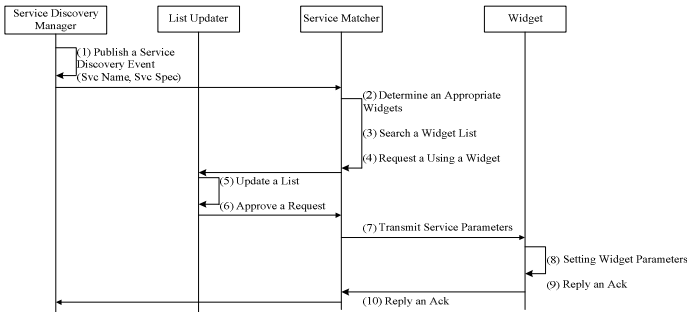 Service Discovery
Manager
List Updater
Service Matcher
Widget
(1) Publish a Service
Discovery Event
(Svc Name, Svc Spec)
(2) Determine an Appropriate
Widgets
(3) Search a Widget List
(4) Request a Using a Widget
(5) Update a List
(6) Approve a Request
(7) Transmit Service Parameters
(8) Setting Widget Parameters
(9) Reply an Ack
(10) Reply an Ack